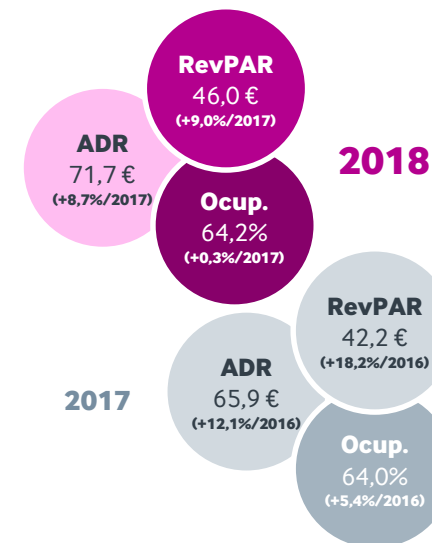 RevPAR
46,0 €
(+9,0%/2017)
ADR
71,7 €
(+8,7%/2017)
2018
Ocup.
64,2%
(+0,3%/2017)
RevPAR
42,2 €
(+18,2%/2016)
2017
ADR
65,9 €
(+12,1%/2016)
Ocup.
64,0%
(+5,4%/2016)